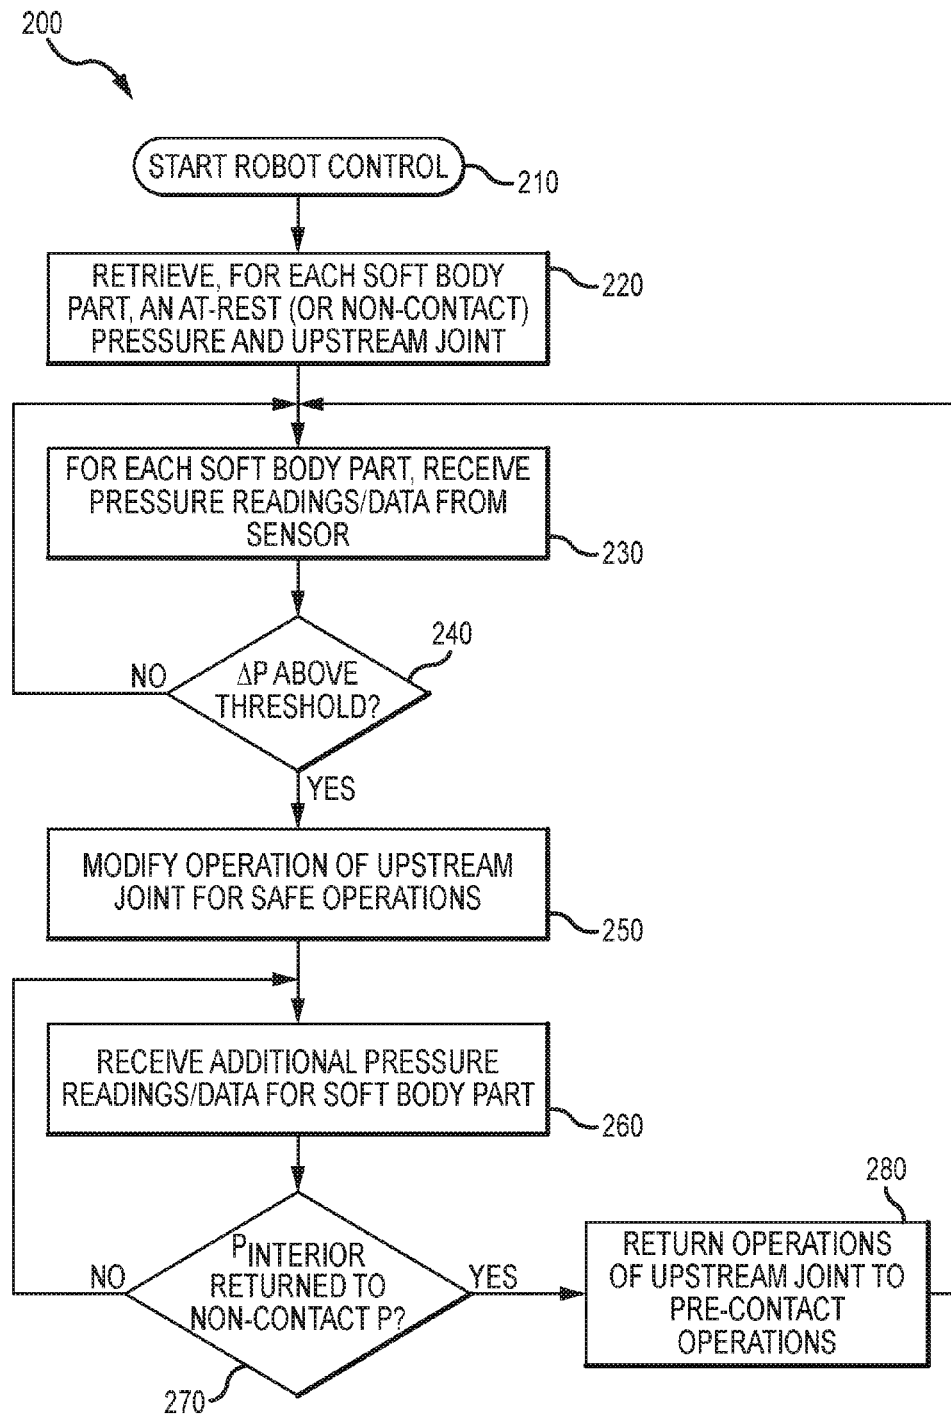 200
START ROBOT CONTROL
210
RETRIEVE, FOR EACH SOFT BODY
PART, AN AT-REST (OR NON-CONTACT)
PRESSURE AND UPSTREAM JOINT
220
FOR EACH SOFT BODY PART, RECEIVE
PRESSURE READINGS/DATA FROM
SENSOR
230
240
NO
ΔP ABOVE
THRESHOLD?
YES
MODIFY OPERATION OF UPSTREAM
JOINT FOR SAFE OPERATIONS
250
RECEIVE ADDITIONAL PRESSURE
READINGS/DATA FOR SOFT BODY PART
260
NO
PINTERIOR
RETURNED TO
NON-CONTACT P?
YES
270
280
RETURN OPERATIONS
OF UPSTREAM JOINT TO
PRE-CONTACT
OPERATIONS